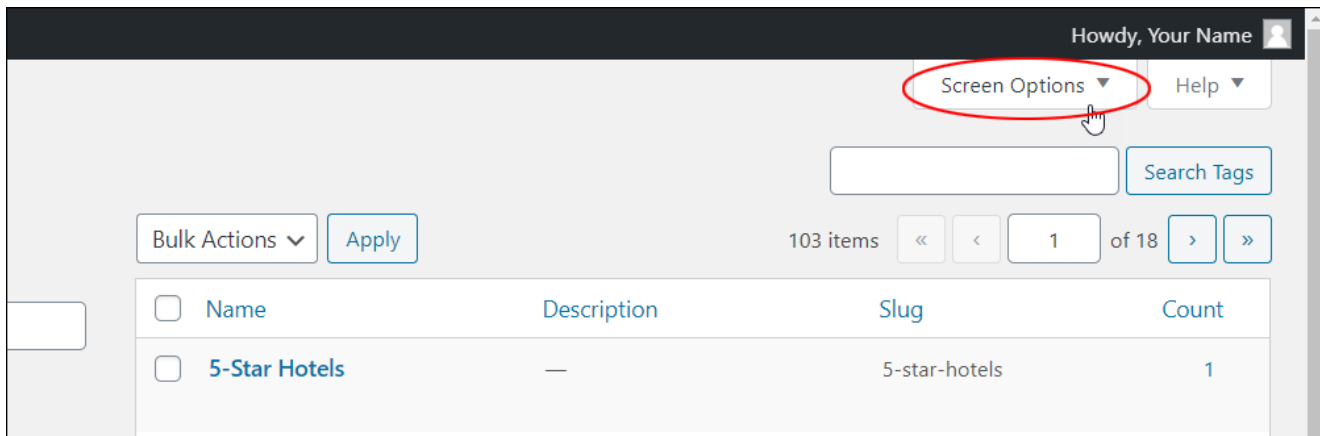 Howdy, Your Name
Screen Options ▼ Help ▼
Search Tags
Bulk Actions Apply 103 items « ‹ 1 of 18 › »
Name Description Slug Count
5-Star Hotels — 5-star-hotels 1